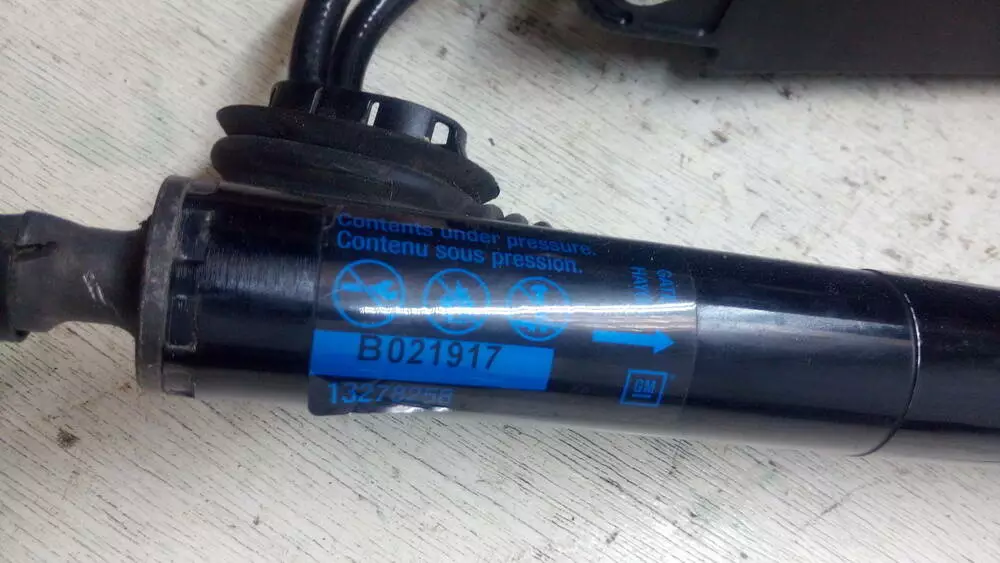 Contents under pressure.
Contenu sous pression.
B021917
GM